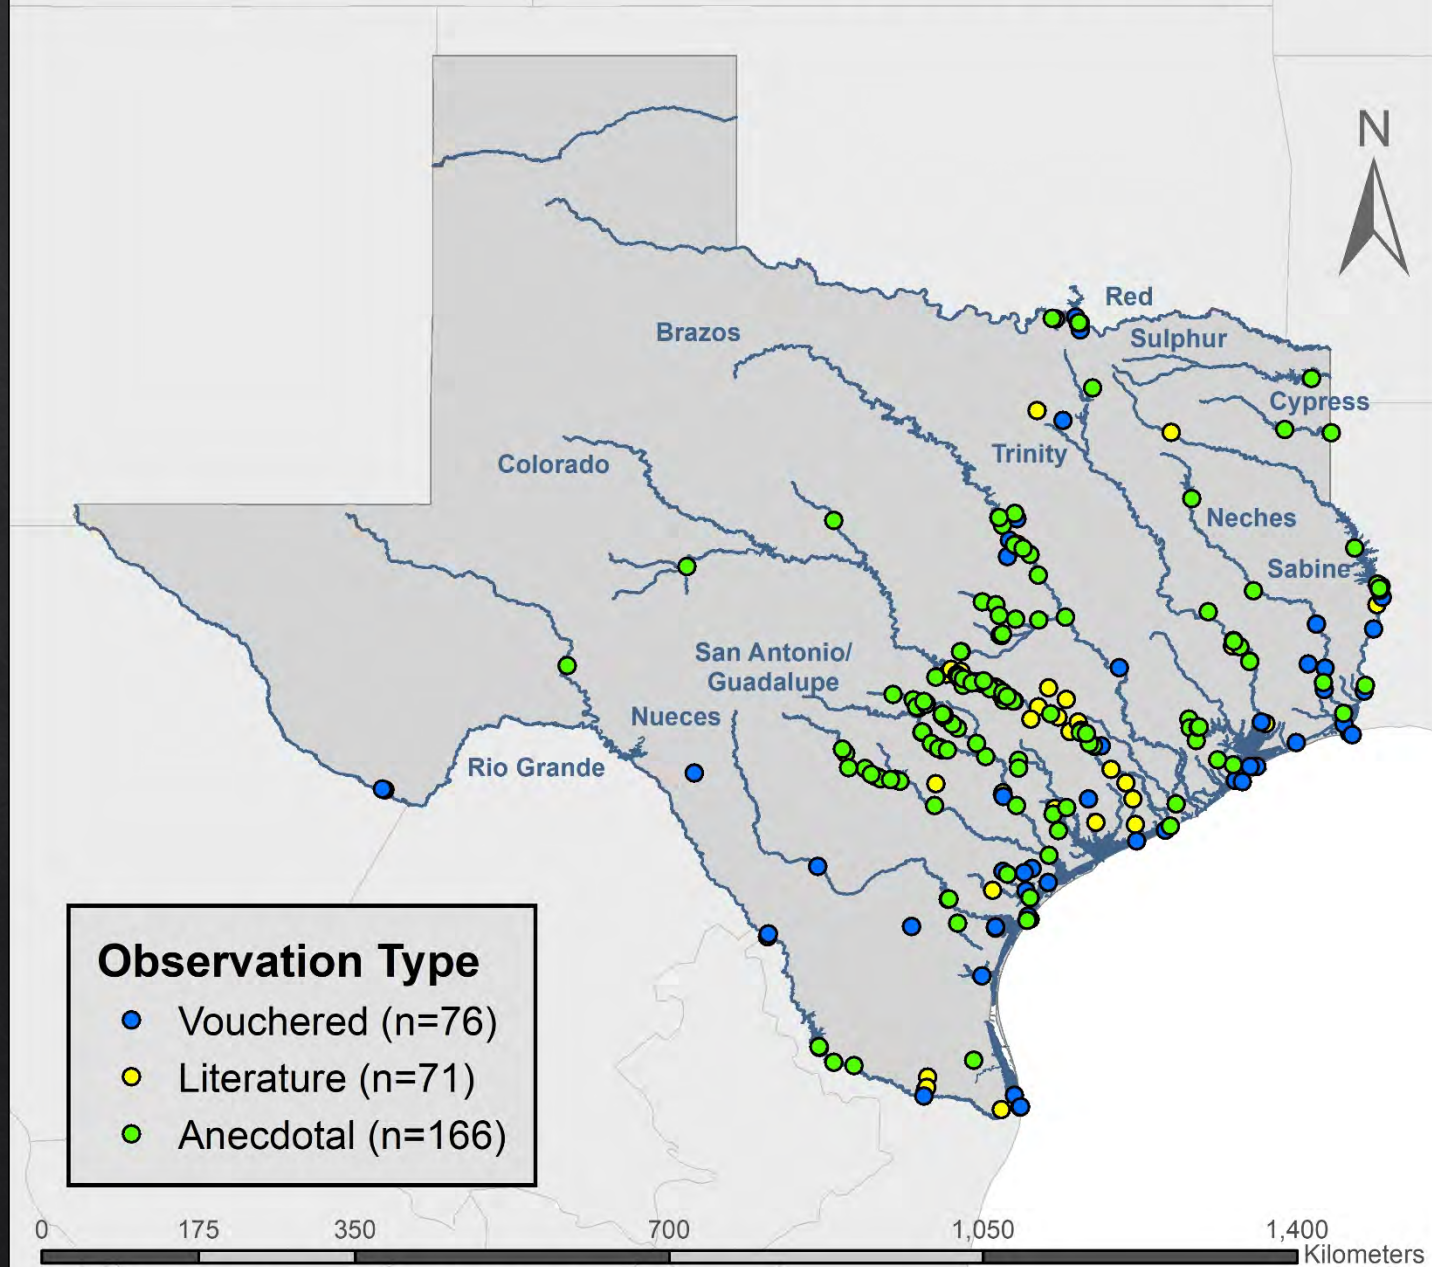 N
Red
Brazos
Sulphur
Cypress
Trinity
Colorado
Neches
Sabine
San Antonio/
Guadalupe
Nueces
Rio Grande
Observation Type
Vouchered (n=76)
Literature (n=71)
Anecdotal (n=166)
0 175 350 700 1,050 1,400
Kilometers